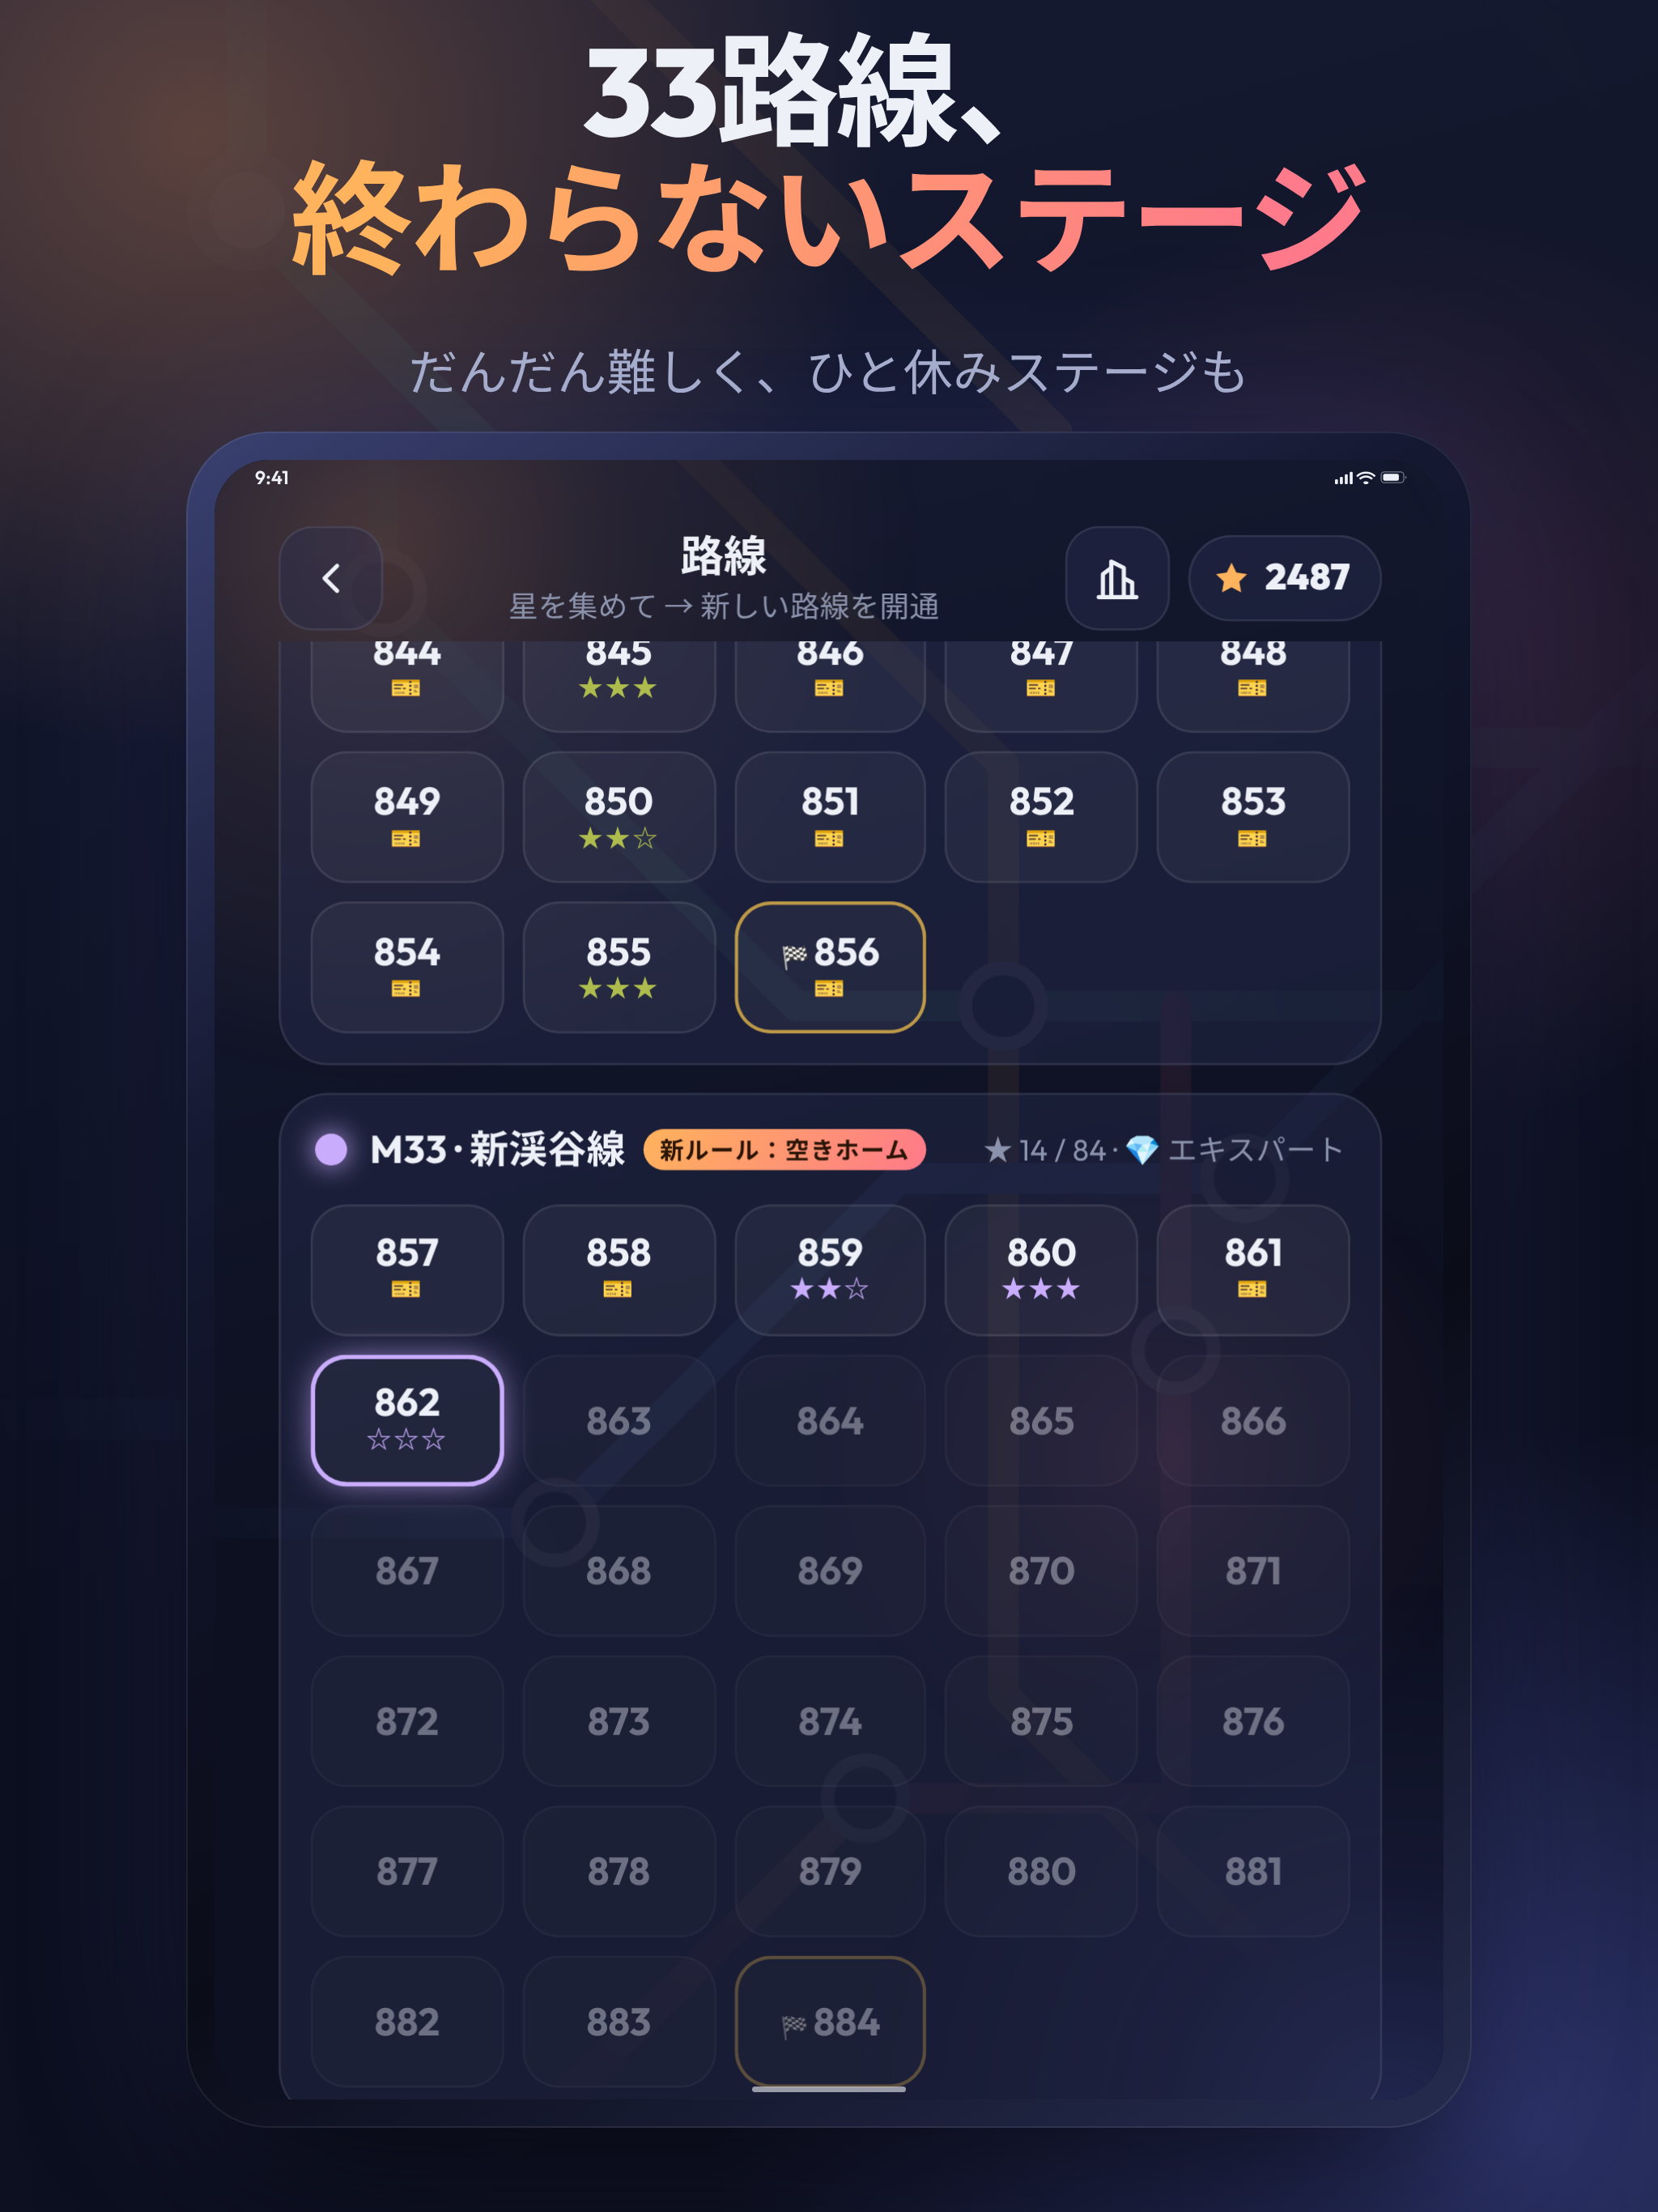 33路線、
終わらないステージ
だんだん難しく、ひと休みステージも
9:41
路線
星を集めて → 新しい路線を開通
2487
844 845 846 847 848
★★★
849 850 851 852 853
★★☆
854 855 856
★★★
M33·新渓谷線 新ルール：空きホーム ★ 14 / 84 · 💎 エキスパート
857 858 859 860 861
★★☆ ★★★
862 863 864 865 866
☆☆☆
867 868 869 870 871
872 873 874 875 876
877 878 879 880 881
882 883 884